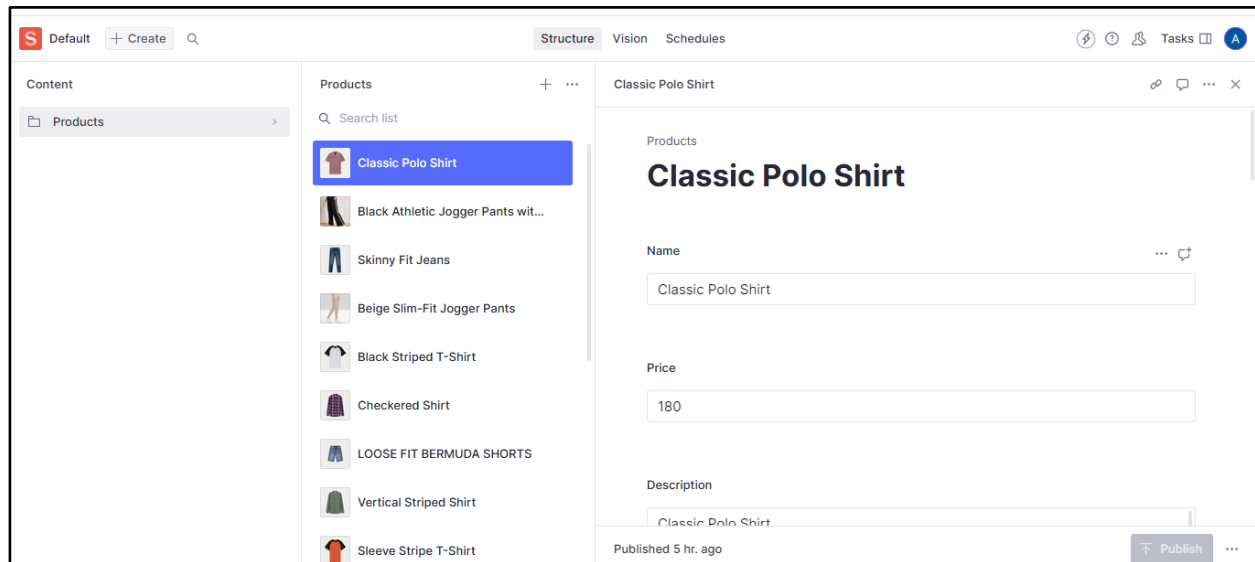 S Default + Create Structure Vision Schedules Tasks A
Content
Products
Products
Search list
Classic Polo Shirt
Black Athletic Jogger Pants wit...
Skinny Fit Jeans
Beige Slim-Fit Jogger Pants
Black Striped T-Shirt
Checkered Shirt
LOOSE FIT BERMUDA SHORTS
Vertical Striped Shirt
Sleeve Stripe T-Shirt
Classic Polo Shirt
Products
Classic Polo Shirt
Name
Classic Polo Shirt
Price
180
Description
Classic Polo Shirt
Published 5 hr. ago
Publish